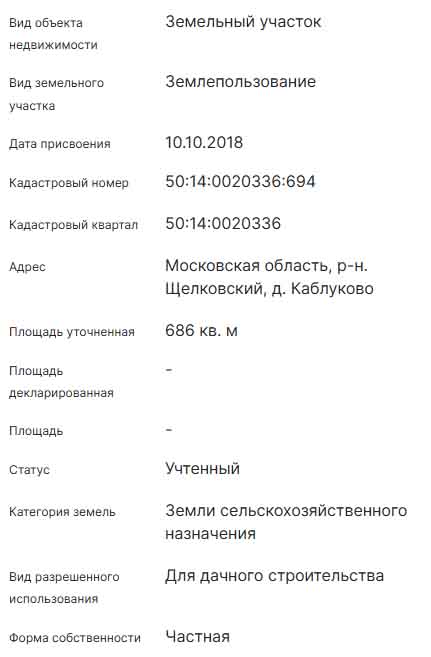 Вид объекта недвижимости
Земельный участок
Вид земельного участка
Землепользование
Дата присвоения
10.10.2018
Кадастровый номер
50:14:0020336:694
Кадастровый квартал
50:14:0020336
Адрес
Московская область, р-н.
Щелковский, д. Каблуково
Площадь уточненная
686 кв. м
Площадь
декларированная
-
Площадь
-
Статус
Учтенный
Категория земель
Земли сельскохозяйственного
назначения
Вид разрешенного
использования
Для дачного строительства
Форма собственности
Частная